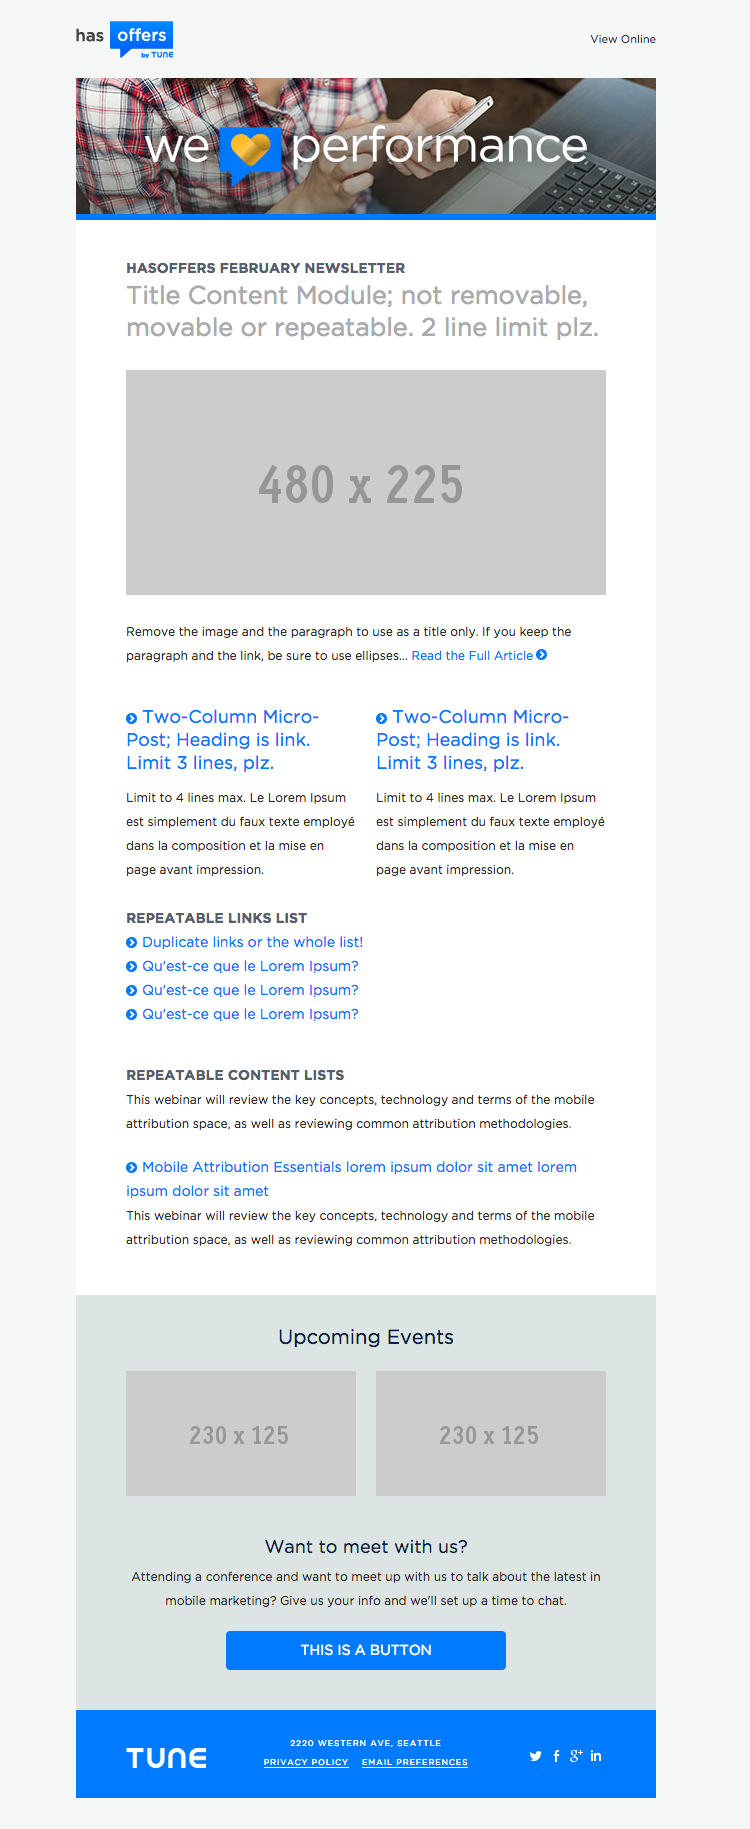 has offers
by TUNE
View Online
we performance
HASOFFERS FEBRUARY NEWSLETTER
Title Content Module; not removable,
movable or repeatable. 2 line limit plz.
480 x 225
Remove the image and the paragraph to use as a title only. If you keep the
paragraph and the link, be sure to use ellipses... Read the Full Article
Two-Column Micro-
Post; Heading is link.
Limit 3 lines, plz.
Limit to 4 lines max. Le Lorem Ipsum
est simplement du faux texte employé
dans la composition et la mise en
page avant impression.
Two-Column Micro-
Post; Heading is link.
Limit 3 lines, plz.
Limit to 4 lines max. Le Lorem Ipsum
est simplement du faux texte employé
dans la composition et la mise en
page avant impression.
REPEATABLE LINKS LIST
Duplicate links or the whole list!
Qu'est-ce que le Lorem Ipsum?
Qu'est-ce que le Lorem Ipsum?
Qu'est-ce que le Lorem Ipsum?
REPEATABLE CONTENT LISTS
This webinar will review the key concepts, technology and terms of the mobile
attribution space, as well as reviewing common attribution methodologies.
Mobile Attribution Essentials lorem ipsum dolor sit amet lorem
ipsum dolor sit amet
This webinar will review the key concepts, technology and terms of the mobile
attribution space, as well as reviewing common attribution methodologies.
Upcoming Events
230 x 125
230 x 125
Want to meet with us?
Attending a conference and want to meet up with us to talk about the latest in
mobile marketing? Give us your info and we'll set up a time to chat.
THIS IS A BUTTON
TUNE
2220 WESTERN AVE, SEATTLE
PRIVACY POLICY EMAIL PREFERENCES